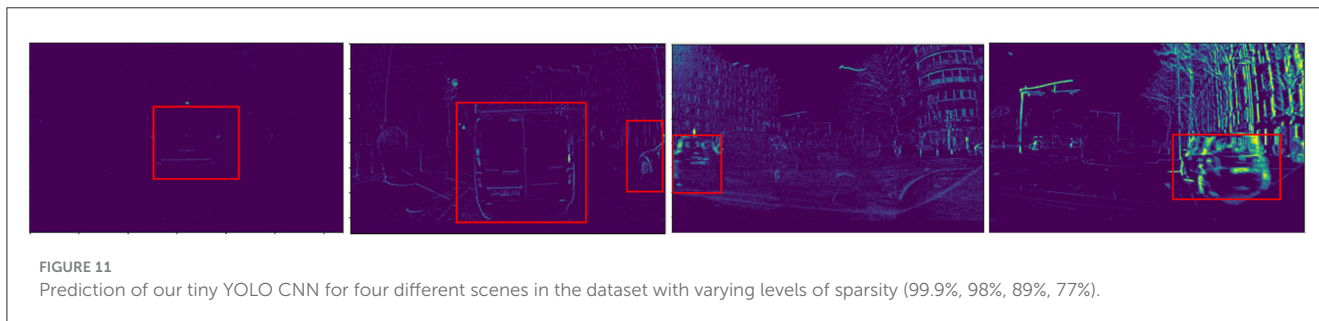 FIGURE 11
Prediction of our tiny YOLO CNN for four different scenes in the dataset with varying levels of sparsity (99.9%, 98%, 89%, 77%).